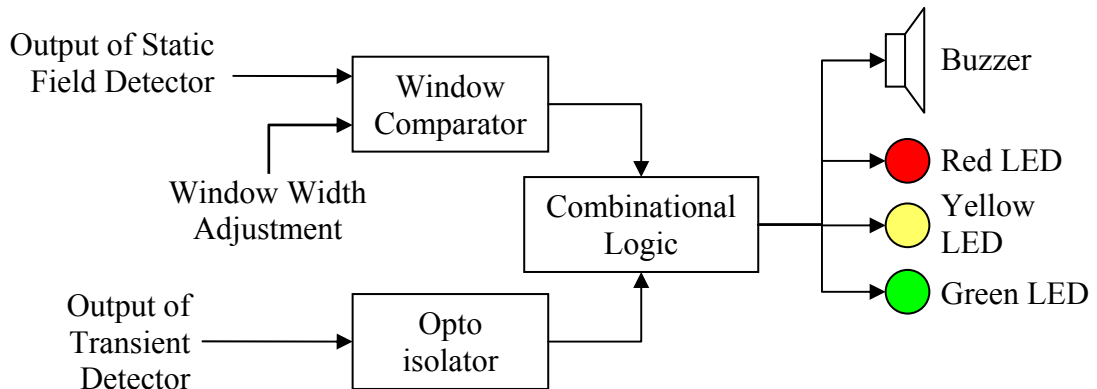 Output of Static
Field Detector
Window
Comparator
Buzzer
Window Width
Adjustment
Combinational
Logic
Red LED
Yellow
LED
Green LED
Output of
Transient
Detector
Opto
isolator